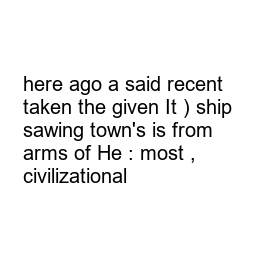 here ago a said recent
taken the given It ) ship
sawing town's is from
arms of He : most ,
civilizational